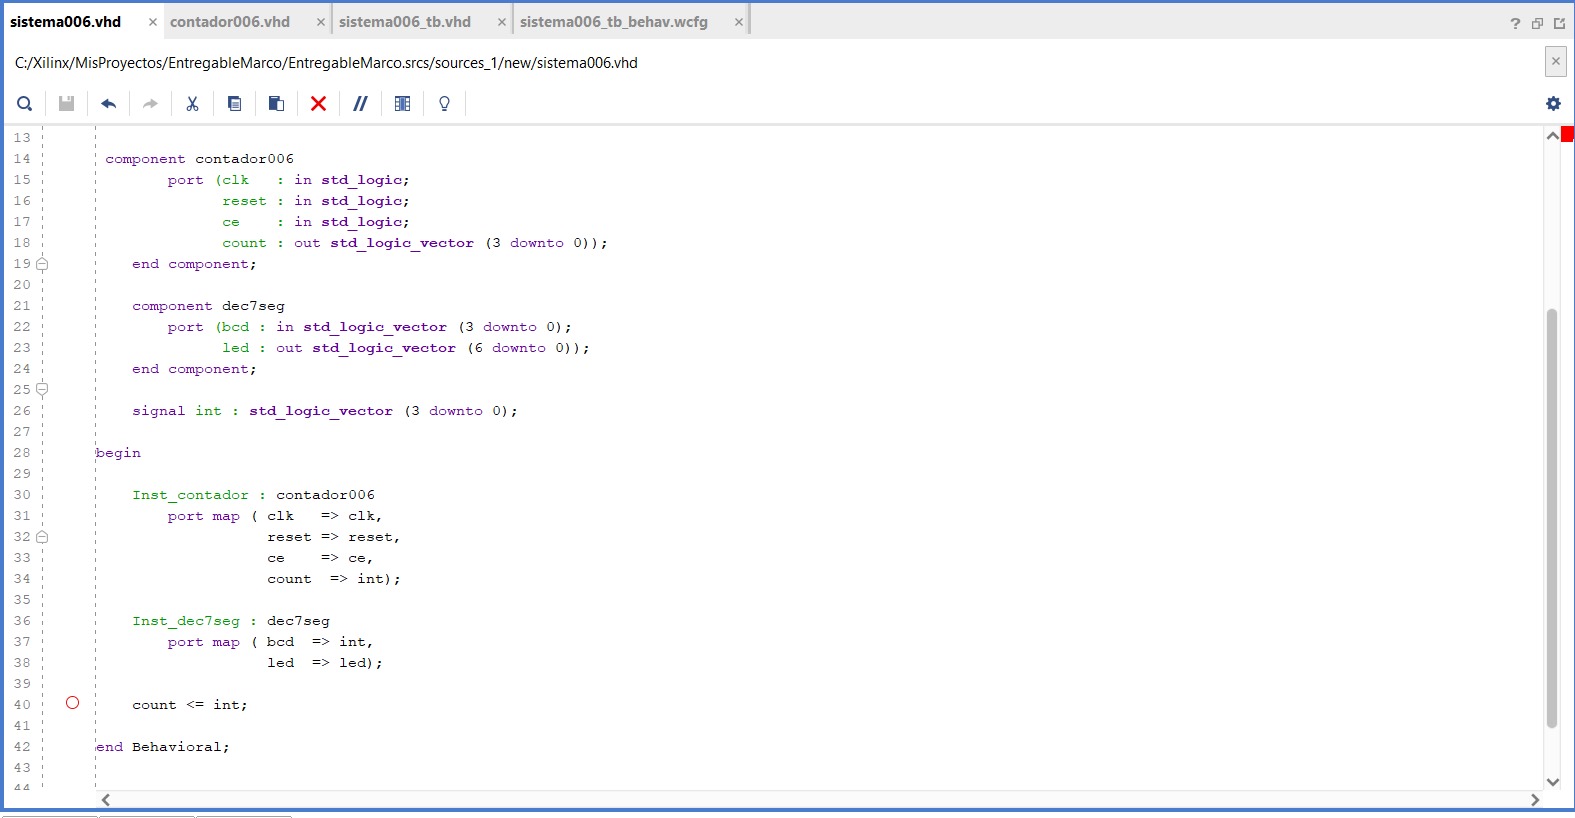 sistema006.vhd × contador006.vhd × sistema006_tb.vhd × sistema006_tb_behav.wcfg × ?
C:/Xilinx/MisProyectos/EntregableMarco/EntregableMarco.srcs/sources_1/new/sistema006.vhd ×
//
13
14 component contador006
15 port (clk : in std_logic;
16 reset : in std_logic;
17 ce : in std_logic;
18 count : out std_logic_vector (3 downto 0));
19 end component;
20
21 component dec7seg
22 port (bcd : in std_logic_vector (3 downto 0);
23 led : out std_logic_vector (6 downto 0));
24 end component;
25
26 signal int : std_logic_vector (3 downto 0);
27
28 begin
29
30 Inst_contador : contador006
31 port map ( clk => clk,
32 reset => reset,
33 ce => ce,
34 count => int);
35
36 Inst_dec7seg : dec7seg
37 port map ( bcd => int,
38 led => led);
39
40 count <= int;
41
42 end Behavioral;
43
44